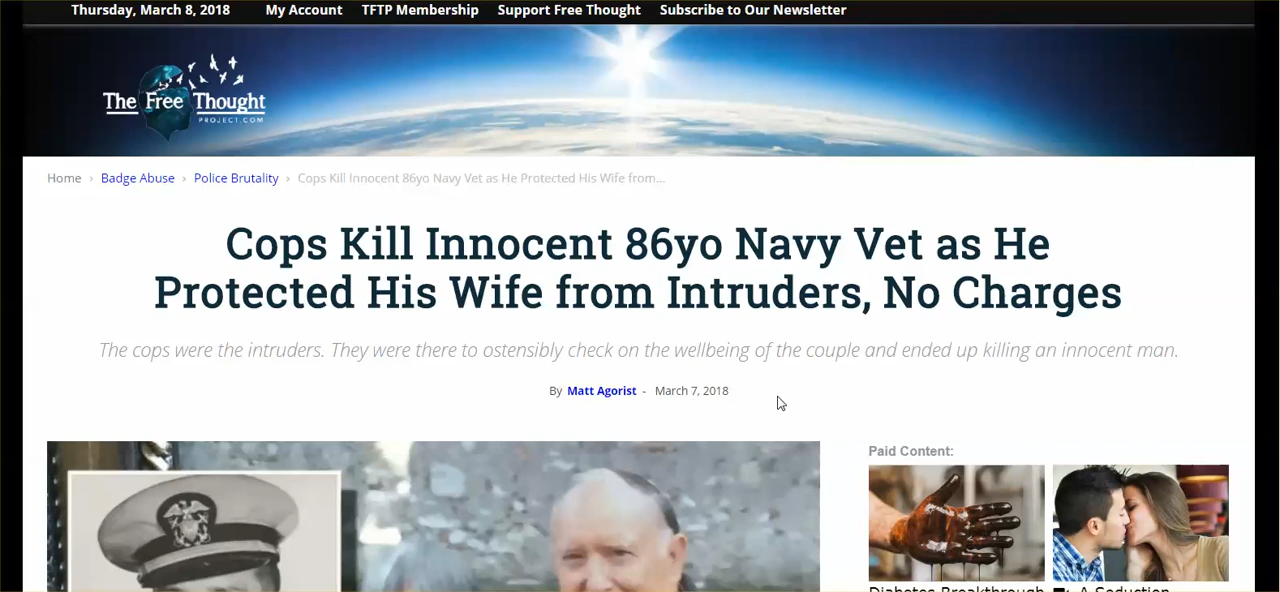 Thursday, March 8, 2018 My Account TFTP Membership Support Free Thought Subscribe to Our Newsletter
The Free Thought
PROJECT.COM
Home › Badge Abuse › Police Brutality › Cops Kill Innocent 86yo Navy Vet as He Protected His Wife from...
Cops Kill Innocent 86yo Navy Vet as He
Protected His Wife from Intruders, No Charges
The cops were the intruders. They were there to ostensibly check on the wellbeing of the couple and ended up killing an innocent man.
By Matt Agorist - March 7, 2018
Paid Content:
Diabetes Breakthrough
A Seduction